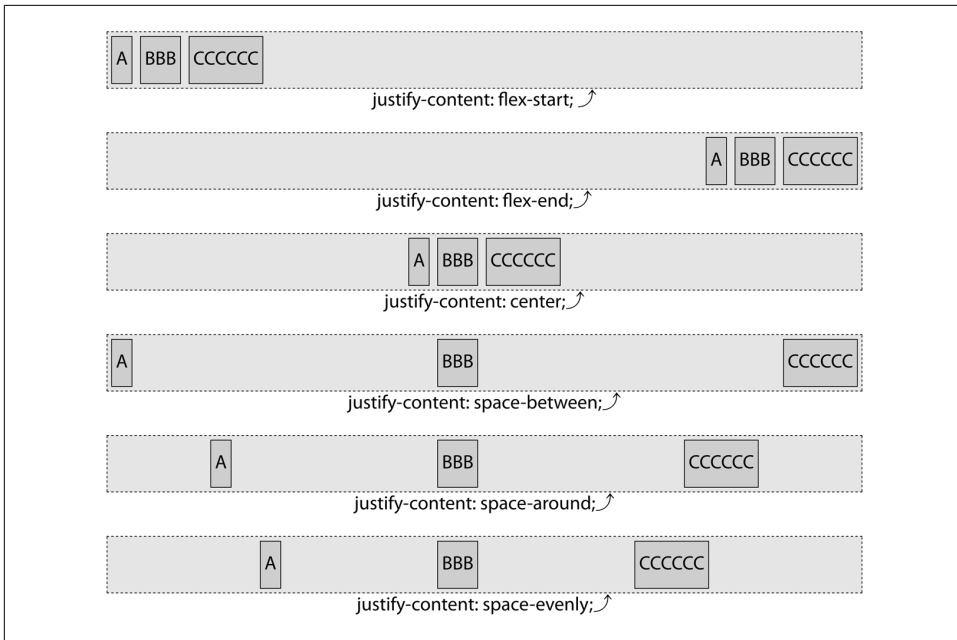 A BBB CCCCCC
justify-content: flex-start;
A BBB CCCCCC
justify-content: flex-end;
A BBB CCCCCC
justify-content: center;
A BBB CCCCCC
justify-content: space-between;
A BBB CCCCCC
justify-content: space-around;
A BBB CCCCCC
justify-content: space-evenly;